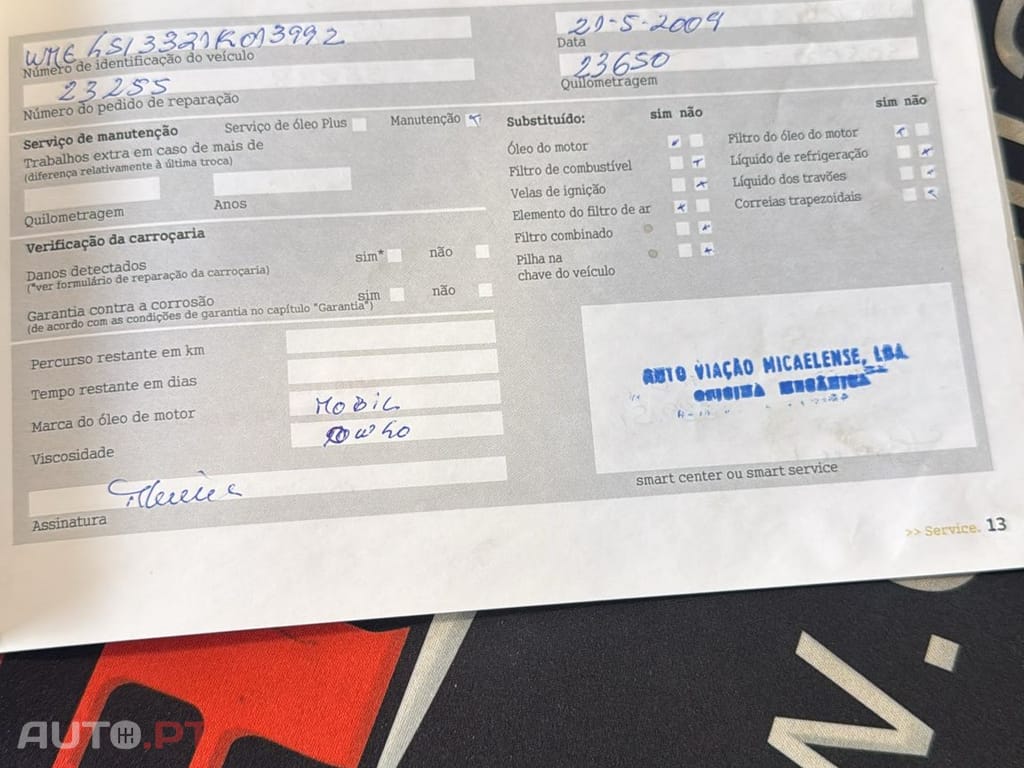 WME4513321K013992
Número de identificação do veículo
21-5-2009
Data
23255
Número do pedido de reparação
23650
Quilometragem
Serviço de manutenção Serviço de óleo Plus Manutenção
Trabalhos extra em caso de mais de
(diferença relativamente à última troca)
Quilometragem Anos
Verificação da carroçaria
Danos detectados sim* não
(*ver formulário de reparação da carroçaria)
Garantia contra a corrosão sim não
(de acordo com as condições de garantia no capítulo "Garantia")
Percurso restante em km
Tempo restante em dias
Marca do óleo de motor MOBIL
Viscosidade 0W40
Assinatura
Substituído: sim não
Óleo do motor
Filtro de combustível
Velas de ignição
Elemento do filtro de ar
Filtro combinado
Pilha na
chave do veículo
sim não
Filtro do óleo do motor
Líquido de refrigeração
Líquido dos travões
Correias trapezoidais
AUTO VIAÇÃO MICAELENSE, LDA
OFICINA MECÂNICA
smart center ou smart service
>> Service. 13
AUTO.PT